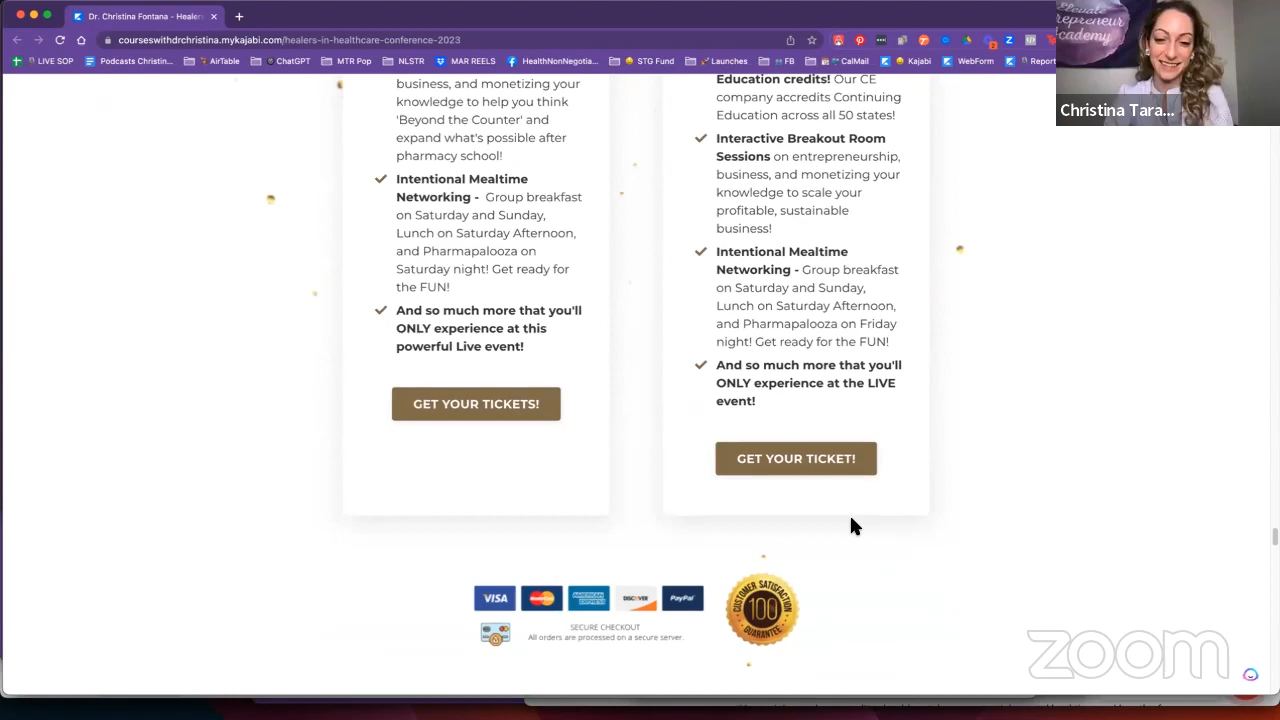 Dr. Christina Fontana - Healers
courseswithdrchristina.mykajabi.com/healers-in-healthcare-conference-2023
LIVE SOP
Podcasts Christin...
AirTable
ChatGPT
MTR Pop
NLSTR
MAR REELS
HealthNonNegotia...
STG Fund
Launches
FB
CalMail
Kajabi
WebForm
Report
Elevate
Entrepreneur
Academy
Christina Tara...
business, and monetizing your
knowledge to help you think
'Beyond the Counter' and
expand what's possible after
pharmacy school!
Intentional Mealtime
Networking - Group breakfast
on Saturday and Sunday,
Lunch on Saturday Afternoon,
and Pharmapalooza on
Saturday night! Get ready for
the FUN!
And so much more that you'll
ONLY experience at this
powerful Live event!
GET YOUR TICKETS!
Education credits! Our CE
company accredits Continuing
Education across all 50 states!
Interactive Breakout Room
Sessions on entrepreneurship,
business, and monetizing your
knowledge to scale your
profitable, sustainable
business!
Intentional Mealtime
Networking - Group breakfast
on Saturday and Sunday,
Lunch on Saturday Afternoon,
and Pharmapalooza on Friday
night! Get ready for the FUN!
And so much more that you'll
ONLY experience at the LIVE
event!
GET YOUR TICKET!
VISA
MasterCard
AMERICAN EXPRESS
DISCOVER
PayPal
SECURE CHECKOUT
All orders are processed on a secure server.
CUSTOMER SATISFACTION
100
GUARANTEE
zoom